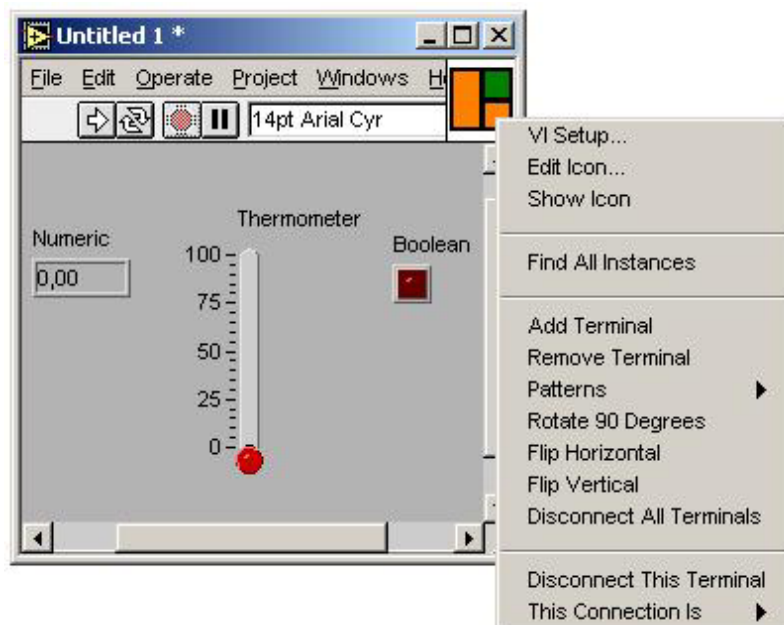 Untitled 1 *
File Edit Operate Project Windows
14pt Arial Cyr
Numeric
0,00
Thermometer
100
75
50
25
0
Boolean
VI Setup...
Edit Icon...
Show Icon
Find All Instances
Add Terminal
Remove Terminal
Patterns
Rotate 90 Degrees
Flip Horizontal
Flip Vertical
Disconnect All Terminals
Disconnect This Terminal
This Connection Is